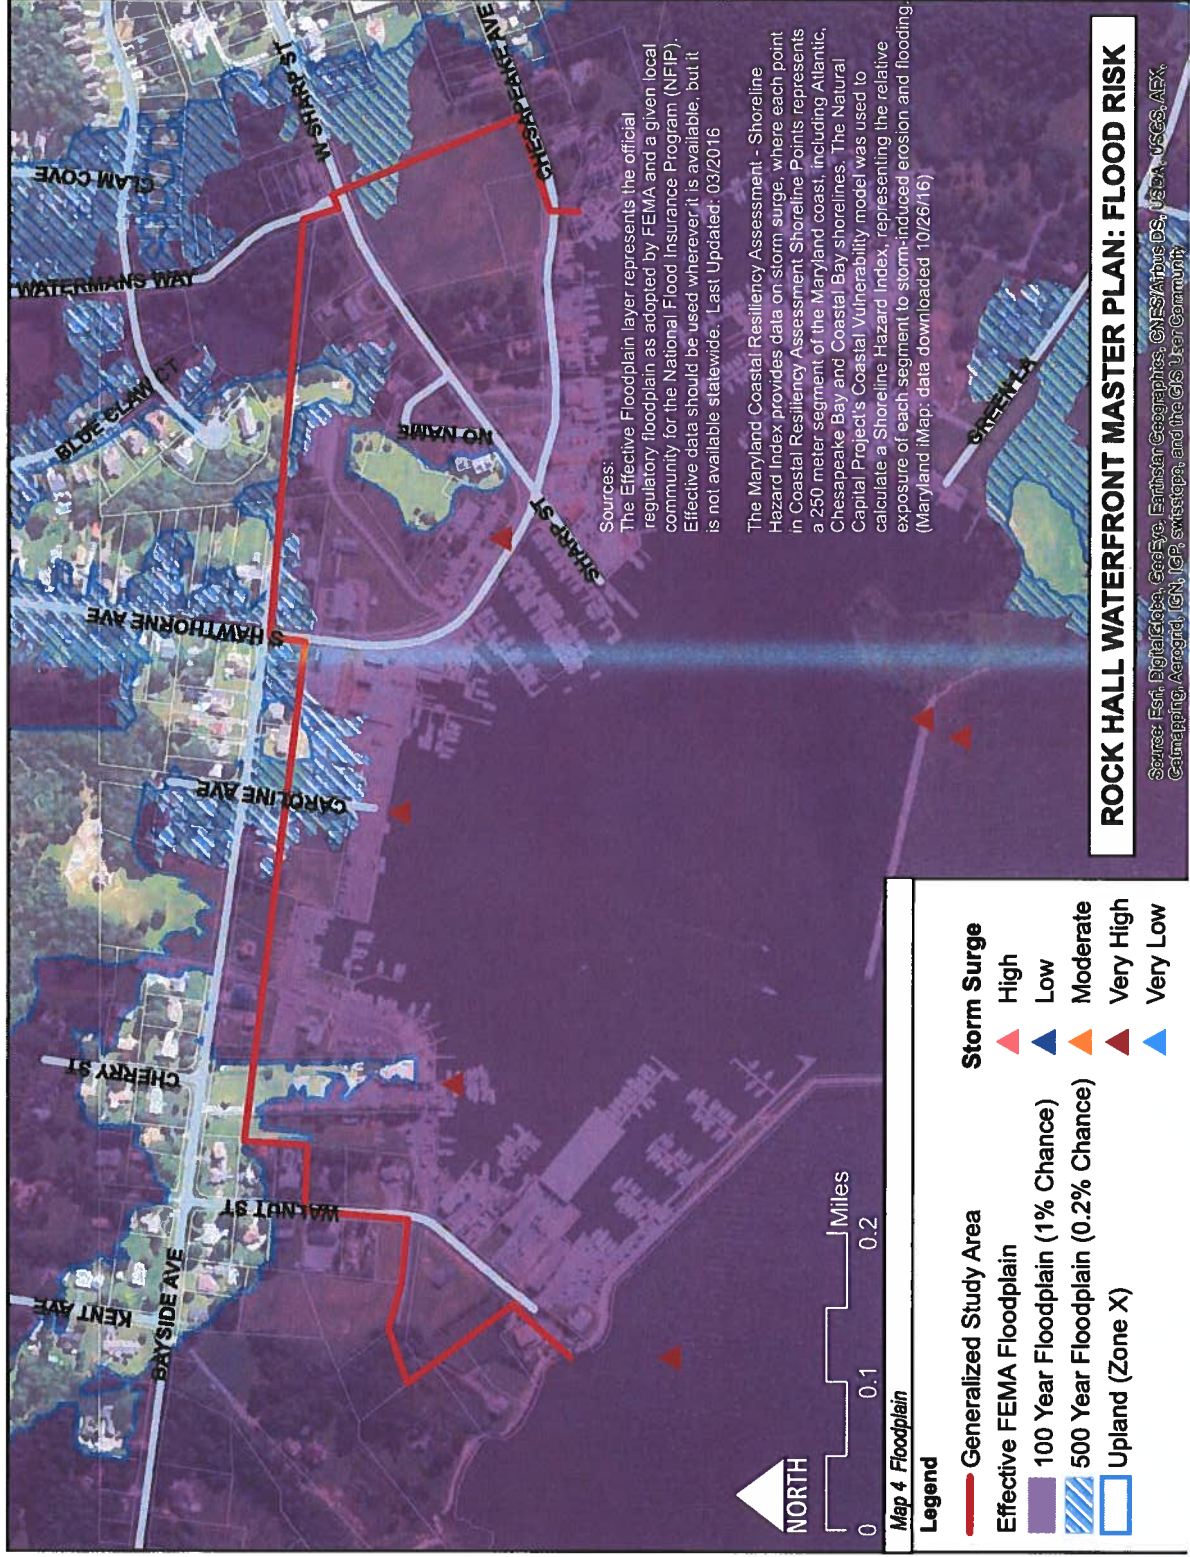 KENT AVE
BAYSIDE AVE
WALNUT ST
CHERRY ST
CAROLINE AVE
S HAWTHORNE AVE
BLUE CLAW CT
WATERMANS WAY
CLAM COVE
W SHARP ST
CHESAPEAKE AVE
NO NAME
SHARP ST
GREEN LA
Sources:
The Effective Floodplain layer represents the official
regulatory floodplain as adopted by FEMA and a given local
community for the National Flood Insurance Program (NFIP).
Effective data should be used wherever it is available, but it
is not available statewide. Last Updated: 03/2016
The Maryland Coastal Resiliency Assessment - Shoreline
Hazard Index provides data on storm surge, where each point
in Coastal Resiliency Assessment Shoreline Points represents
a 250 meter segment of the Maryland coast, including Atlantic,
Chesapeake Bay and Coastal Bay shorelines. The Natural
Capital Project's Coastal Vulnerability model was used to
calculate a Shoreline Hazard Index, representing the relative
exposure of each segment to storm-induced erosion and flooding.
(Maryland iMap; data downloaded 10/26/16)
NORTH
0 0.1 0.2
Miles
Map 4 Floodplain
Legend
Generalized Study Area
Effective FEMA Floodplain
100 Year Floodplain (1% Chance)
500 Year Floodplain (0.2% Chance)
Upland (Zone X)
Storm Surge
High
Low
Moderate
Very High
Very Low
ROCK HALL WATERFRONT MASTER PLAN: FLOOD RISK
Source: Esri, DigitalGlobe, GeoEye, Earthstar Geographics, CNES/Airbus DS, USDA, USGS, AEX,
Getmapping, Aerogrid, IGN, IGP, swisstopo, and the GIS User Community